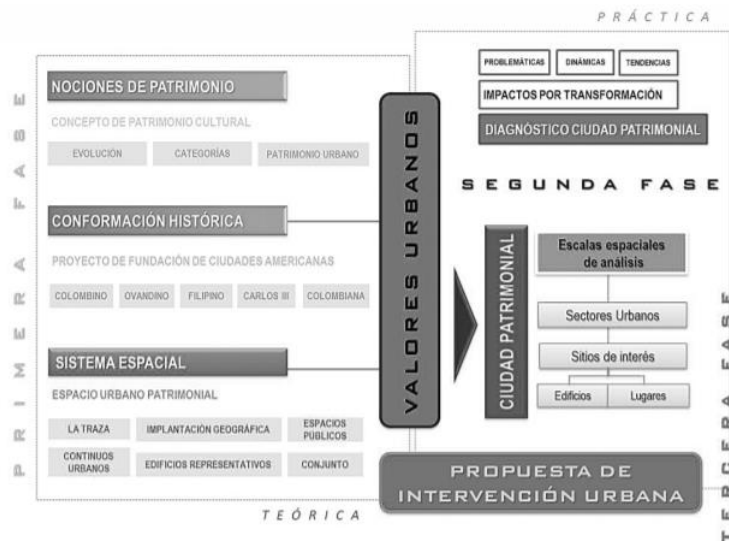 PRÁCTICA
PRIMERA FASE
NOCIONES DE PATRIMONIO
CONCEPTO DE PATRIMONIO CULTURAL
EVOLUCIÓN
CATEGORÍAS
PATRIMONIO URBANO
CONFORMACIÓN HISTÓRICA
PROYECTO DE FUNDACIÓN DE CIUDADES AMERICANAS
COLOMBINO
OVANDINO
FILIPINO
CARLOS III
COLOMBIANA
SISTEMA ESPACIAL
ESPACIO URBANO PATRIMONIAL
LA TRAZA
IMPLANTACIÓN GEOGRÁFICA
ESPACIOS
PÚBLICOS
CONTINUOS
URBANOS
EDIFICIOS REPRESENTATIVOS
CONJUNTO
TEÓRICA
VALORES URBANOS
PROBLEMÁTICAS
DINÁMICAS
TENDENCIAS
IMPACTOS POR TRANSFORMACIÓN
DIAGNÓSTICO CIUDAD PATRIMONIAL
SEGUNDA FASE
CIUDAD PATRIMONIAL
Escalas espaciales
de análisis
Sectores Urbanos
Sitios de interés
Edificios
Lugares
PROPUESTA DE
INTERVENCIÓN URBANA
TERCERA FASE